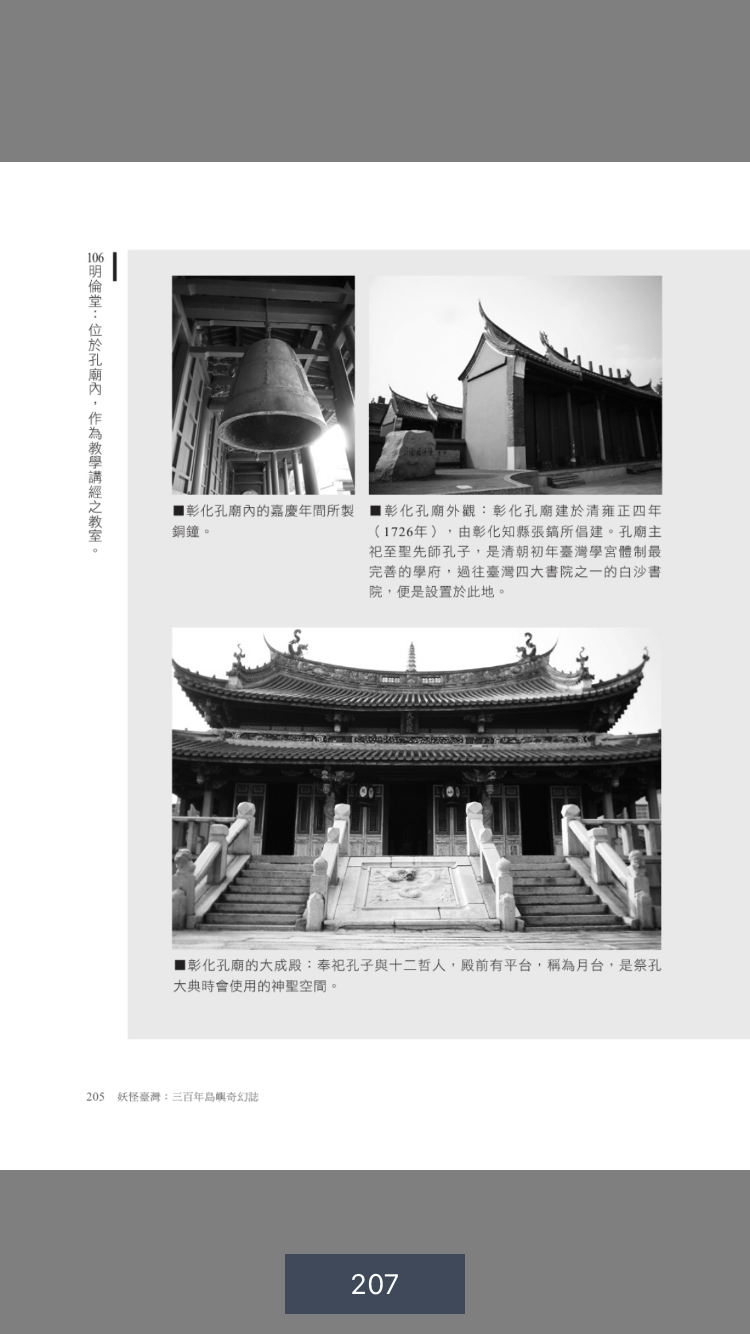 106明倫堂：位於孔廟內，作為教學講經之教室。
■彰化孔廟內的嘉慶年間所製
銅鐘。
■彰化孔廟外觀：彰化孔廟建於清雍正四年
（1726年），由彰化知縣張鎬所倡建。孔廟主
祀至聖先師孔子，是清朝初年臺灣學宮體制最
完善的學府，過往臺灣四大書院之一的白沙書
院，便是設置於此地。
■彰化孔廟的大成殿：奉祀孔子與十二哲人，殿前有平台，稱為月台，是祭孔
大典時會使用的神聖空間。
205 妖怪臺灣：三百年島嶼奇幻誌
207